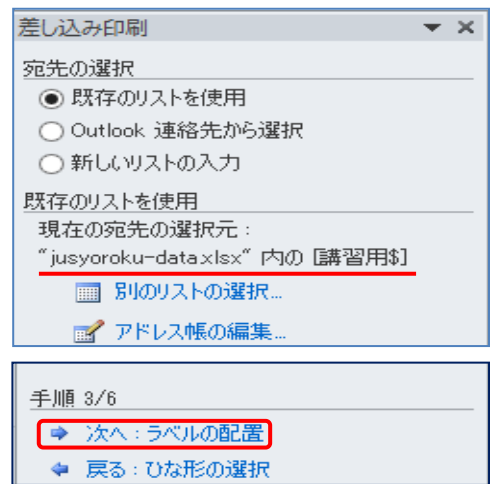 差し込み印刷
宛先の選択
既存のリストを使用
Outlook 連絡先から選択
新しいリストの入力
既存のリストを使用
現在の宛先の選択元：
"jusyoroku-data.xlsx" 内の [講習用$]
別のリストの選択...
アドレス帳の編集...
手順 3/6
次へ：ラベルの配置
戻る：ひな形の選択